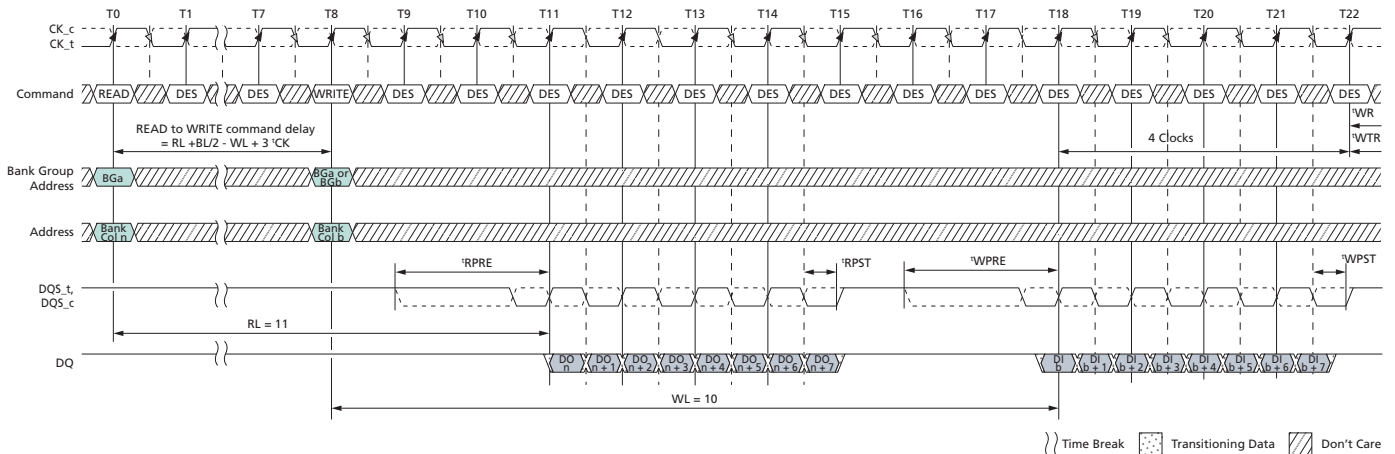 T0 T1 T7 T8 T9 T10 T11 T12 T13 T14 T15 T16 T17 T18 T19 T20 T21 T22
CK_c
CK_t
Command READ DES DES WRITE DES DES DES DES DES DES DES DES DES DES DES DES DES DES
READ to WRITE command delay
= RL +BL/2 - WL + 3 tCK
tWR
4 Clocks tWTR
Bank Group
Address
BGa
BGa or
BGb
Address
Bank
Col n
Bank
Col b
tRPRE tRPST tWPRE tWPST
DQS_t,
DQS_c
RL = 11
DQ
DO
n
DO
n + 1
DO
n + 2
DO
n + 3
DO
n + 4
DO
n + 5
DO
n + 6
DO
n + 7
DI
b
DI
b + 1
DI
b + 2
DI
b + 3
DI
b + 4
DI
b + 5
DI
b + 6
DI
b + 7
WL = 10
Time Break Transitioning Data Don't Care